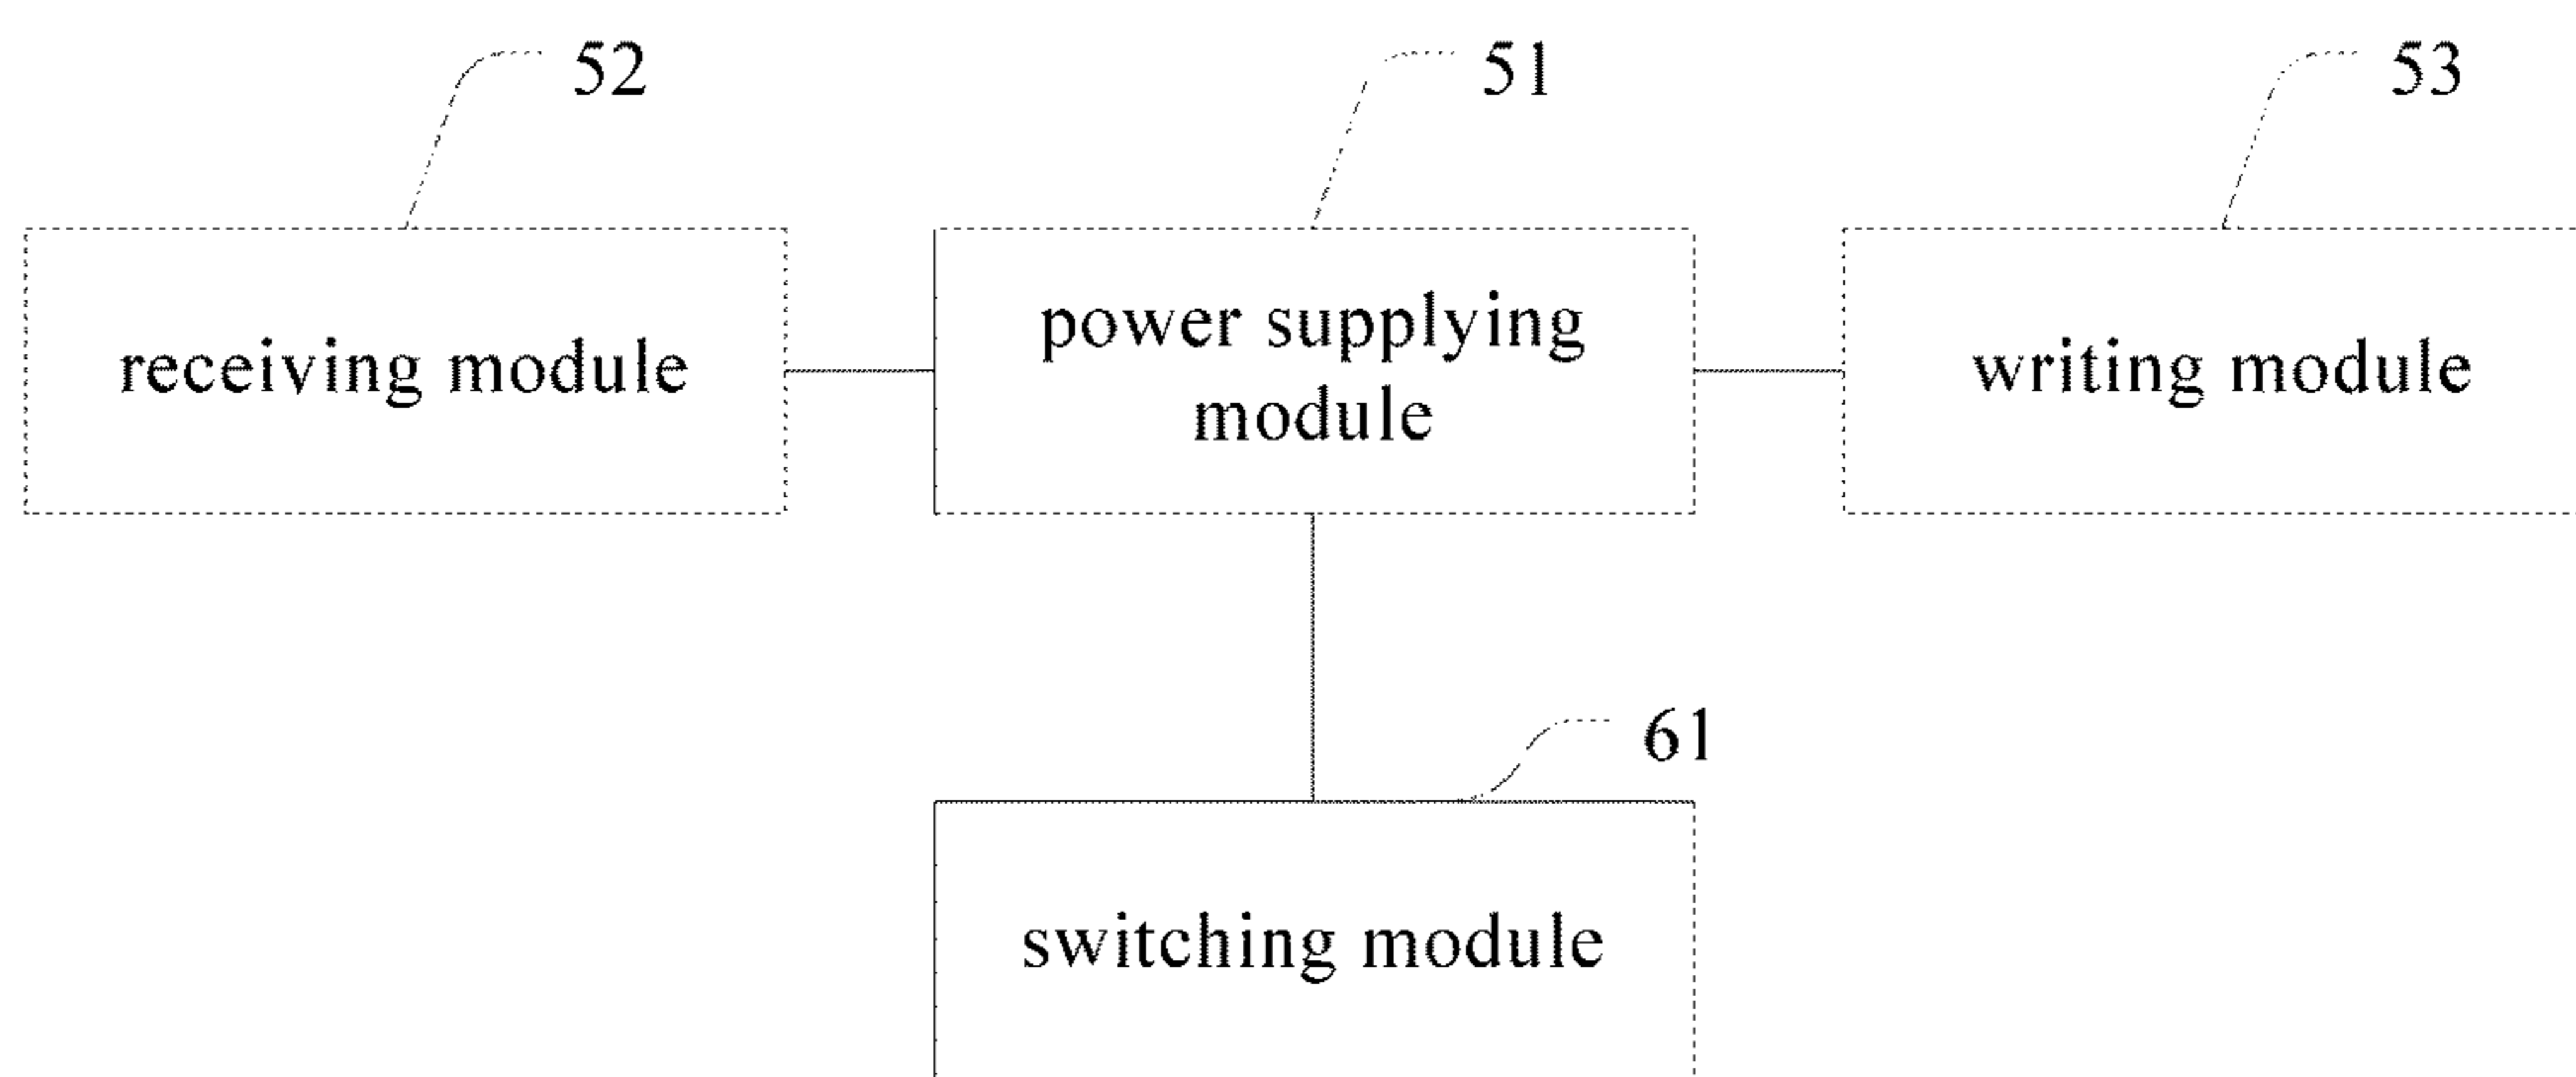 52
51
53
receiving module
power supplying
module
writing module
61
switching module